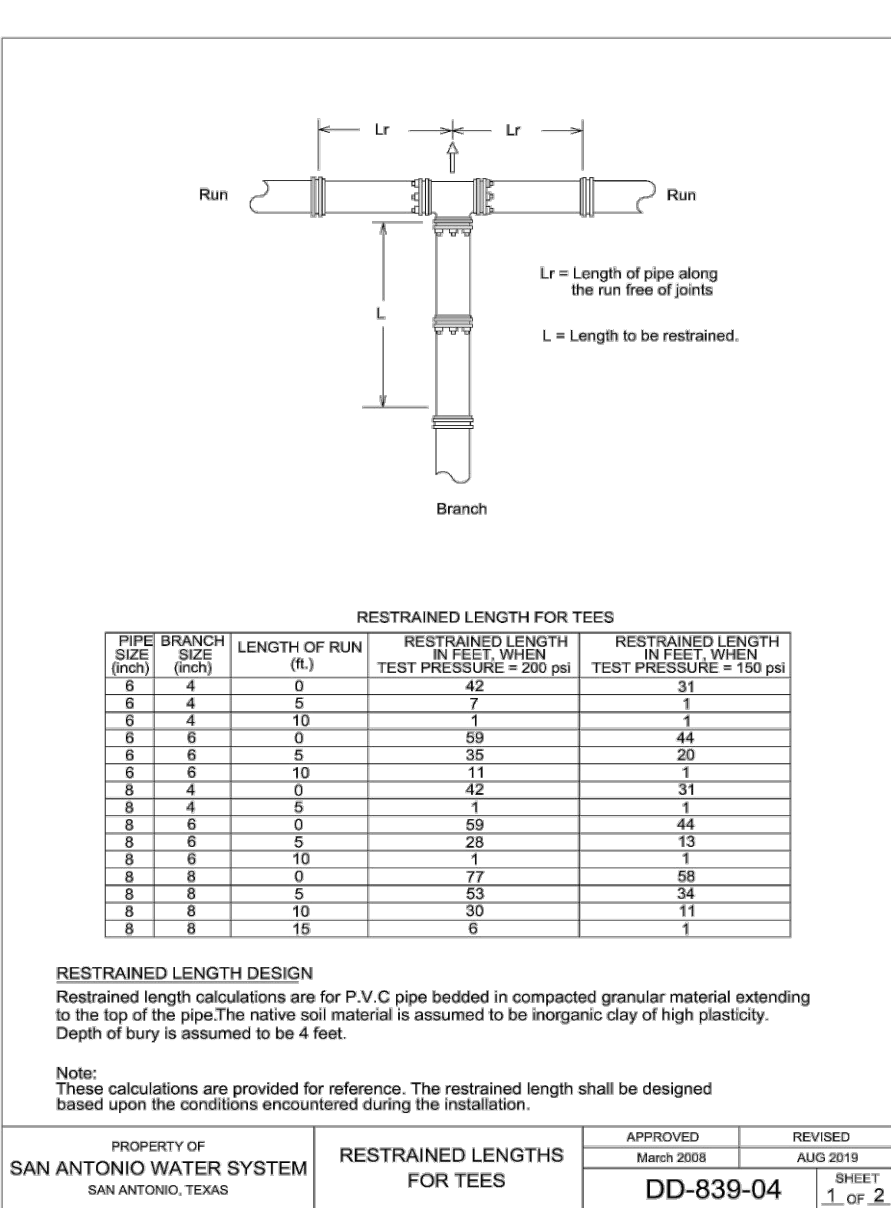 Lr Lr
Run Run
Lr = Length of pipe along
the run free of joints
L
L = Length to be restrained.
Branch
RESTRAINED LENGTH FOR TEES
PIPE SIZE (inch) BRANCH SIZE (inch) LENGTH OF RUN (ft.) RESTRAINED LENGTH IN FEET, WHEN TEST PRESSURE = 200 psi RESTRAINED LENGTH IN FEET, WHEN TEST PRESSURE = 150 psi
6 4 0 42 31
6 4 5 7 1
6 4 10 1 1
6 6 0 59 44
6 6 5 35 20
6 6 10 11 1
8 4 0 42 31
8 4 5 1 1
8 6 0 59 44
8 6 5 28 13
8 6 10 1 1
8 8 0 77 58
8 8 5 53 34
8 8 10 30 11
8 8 15 6 1
RESTRAINED LENGTH DESIGN
Restrained length calculations are for P.V.C pipe bedded in compacted granular material extending
to the top of the pipe.The native soil material is assumed to be inorganic clay of high plasticity.
Depth of bury is assumed to be 4 feet.
Note:
These calculations are provided for reference. The restrained length shall be designed
based upon the conditions encountered during the installation.
PROPERTY OF
SAN ANTONIO WATER SYSTEM
SAN ANTONIO, TEXAS
RESTRAINED LENGTHS
FOR TEES
APPROVED REVISED
March 2008 AUG 2019
DD-839-04
SHEET
1 OF 2